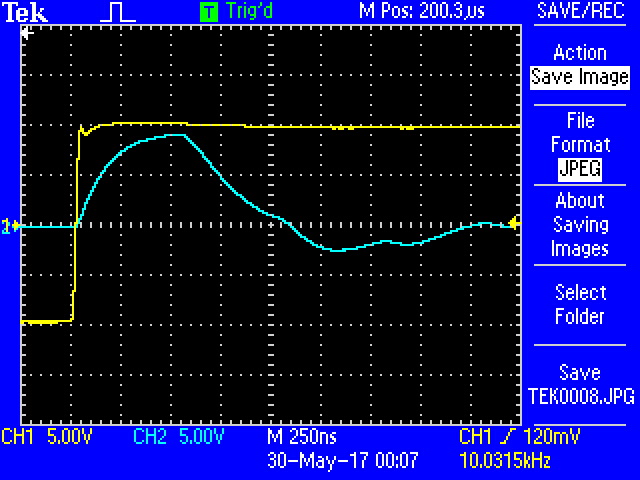 Tek T Trig'd M Pos: 200.3µs SAVE/REC
Action
Save Image
File
Format
JPEG
About
Saving
Images
Select
Folder
Save
TEK0008.JPG
1
2
CH1 5.00V CH2 5.00V M 250ns CH1 120mV
30-May-17 00:07 10.0315kHz